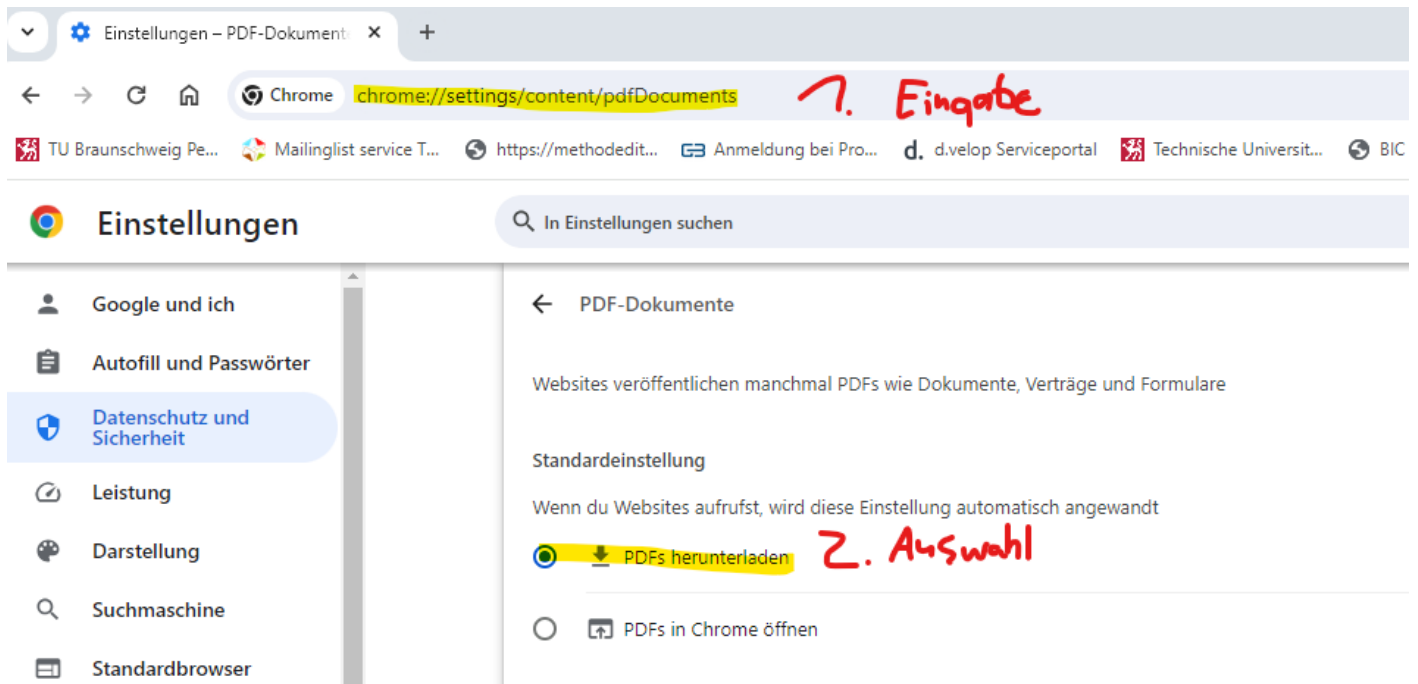 Einstellungen – PDF-Dokument
chrome://settings/content/pdfDocuments
Chrome
1. Eingabe
TU Braunschweig Pe... Mailinglist service T... https://methodedit... Anmeldung bei Pro... d.velop Serviceportal Technische Universit... BIC
Einstellungen
In Einstellungen suchen
Google und ich
Autofill und Passwörter
Datenschutz und
Sicherheit
Leistung
Darstellung
Suchmaschine
Standardbrowser
PDF-Dokumente
Websites veröffentlichen manchmal PDFs wie Dokumente, Verträge und Formulare
Standardeinstellung
Wenn du Websites aufrufst, wird diese Einstellung automatisch angewandt
PDFs herunterladen
2. Auswahl
PDFs in Chrome öffnen